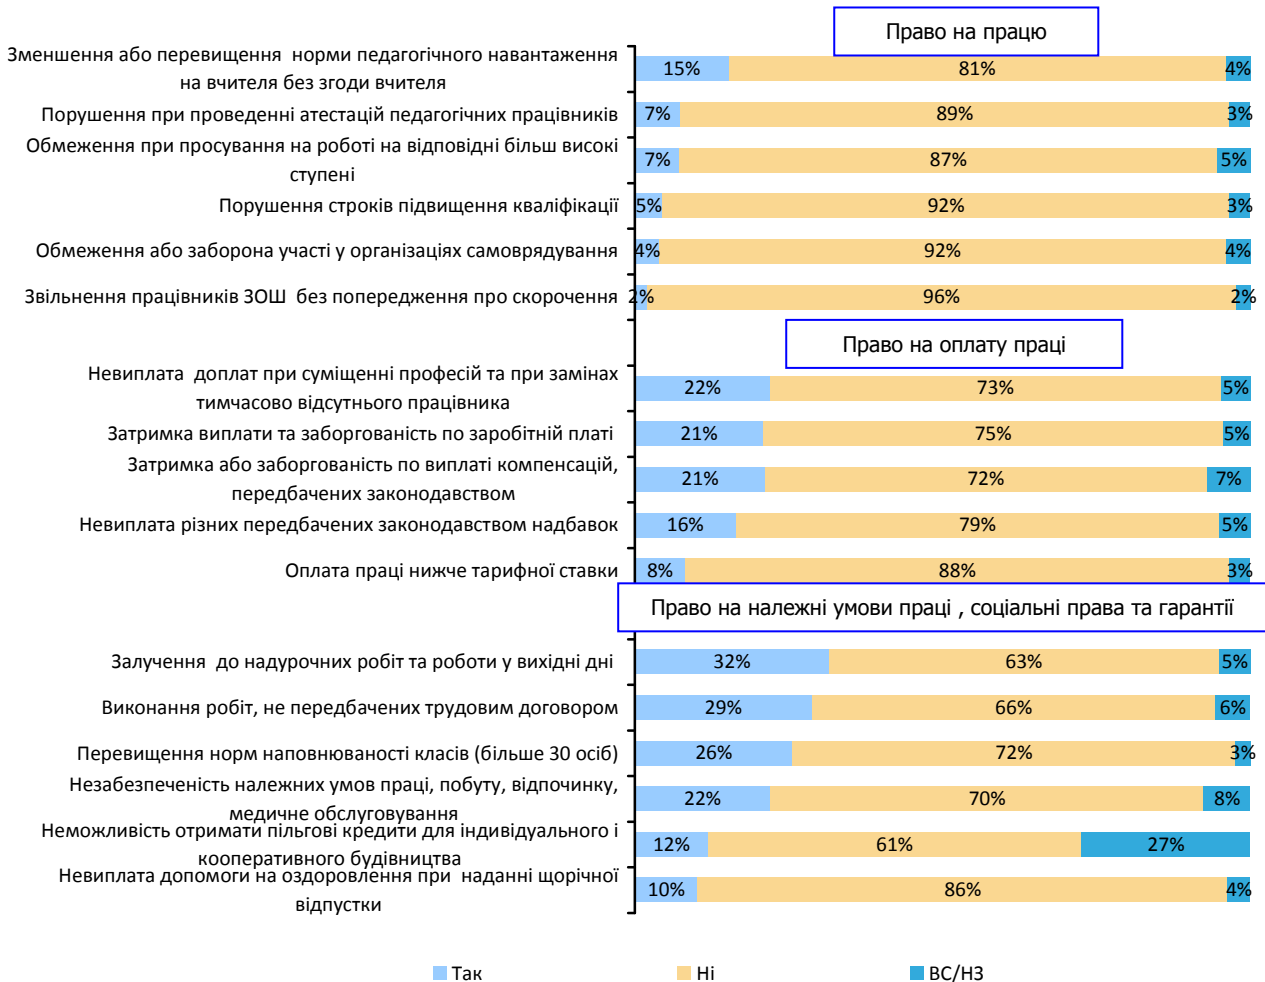 Право на працю
Зменшення або перевищення норми педагогічного навантаження
на вчителя без згоди вчителя
15% 81% 4%
Порушення при проведенні атестацій педагогічних працівників
7% 89% 3%
Обмеження при просування на роботі на відповідні більш високі
ступені
7% 87% 5%
Порушення строків підвищення кваліфікації
5% 92% 3%
Обмеження або заборона участі у організаціях самоврядування
4% 92% 4%
Звільнення працівників ЗОШ без попередження про скорочення
2% 96% 2%
Право на оплату праці
Невиплата доплат при суміщенні професій та при замінах
тимчасово відсутнього працівника
22% 73% 5%
Затримка виплати та заборгованість по заробітній платі
21% 75% 5%
Затримка або заборгованість по виплаті компенсацій,
передбачених законодавством
21% 72% 7%
Невиплата різних передбачених законодавством надбавок
16% 79% 5%
Оплата праці нижче тарифної ставки
8% 88% 3%
Право на належні умови праці , соціальні права та гарантії
Залучення до надурочних робіт та роботи у вихідні дні
32% 63% 5%
Виконання робіт, не передбачених трудовим договором
29% 66% 6%
Перевищення норм наповнюваності класів (більше 30 осіб)
26% 72% 3%
Незабезпеченість належних умов праці, побуту, відпочинку,
медичне обслуговування
22% 70% 8%
Неможливість отримати пільгові кредити для індивідуального і
кооперативного будівництва
12% 61% 27%
Невиплата допомоги на оздоровлення при наданні щорічної
відпустки
10% 86% 4%
Так Ні ВС/НЗ